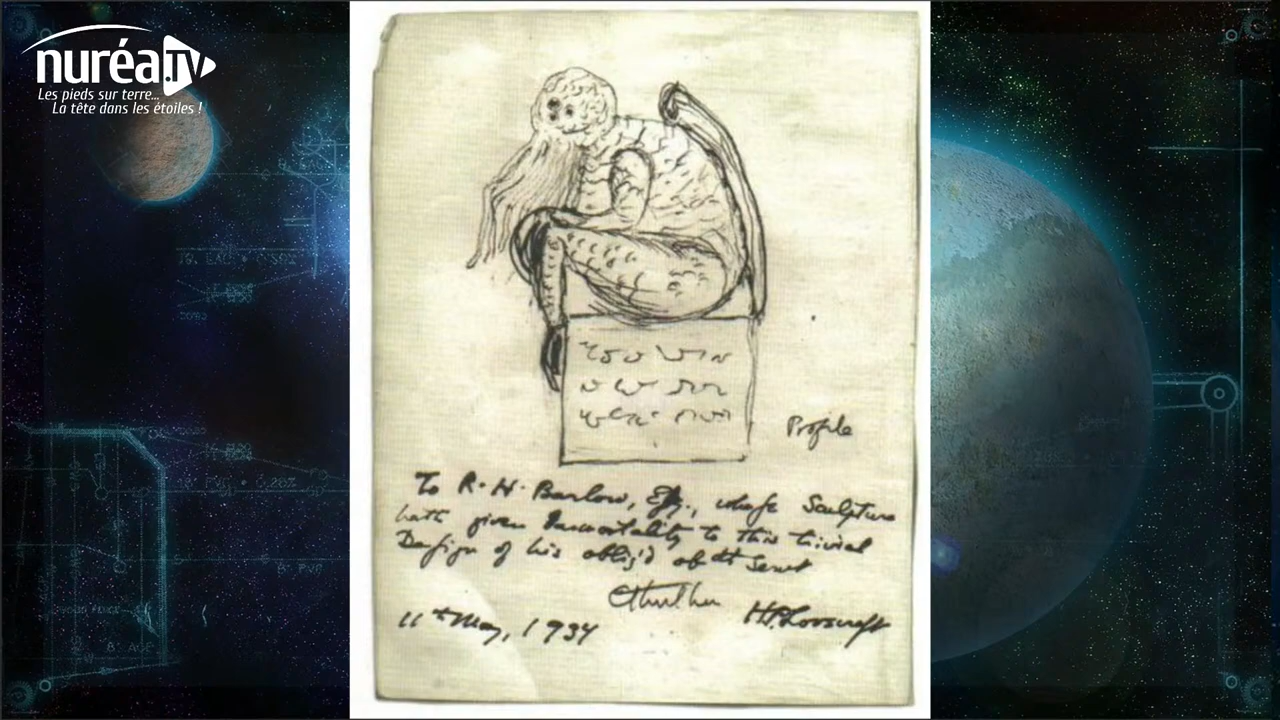 nuréa.TV
Les pieds sur terre...
La tête dans les étoiles !
Profile
To R. H. Barlow, Esq., whose Sculpture
hath given Immortality to this trivial
Design of his oblig'd obdt Servt
Cthulhu
H.P. Lovecraft
11th May, 1934